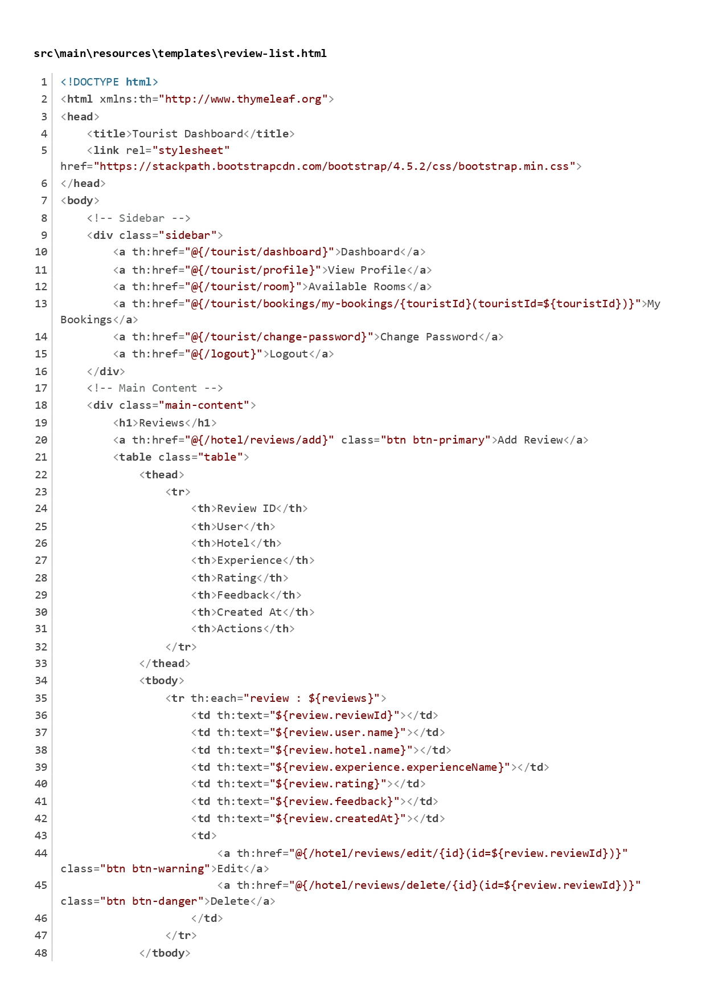 src\main\resources\templates\review-list.html
1 <!DOCTYPE html>
2 <html xmlns:th="http://www.thymeleaf.org">
3 <head>
4     <title>Tourist Dashboard</title>
5     <link rel="stylesheet"
href="https://stackpath.bootstrapcdn.com/bootstrap/4.5.2/css/bootstrap.min.css">
6 </head>
7 <body>
8     <!-- Sidebar -->
9     <div class="sidebar">
10         <a th:href="@{/tourist/dashboard}">Dashboard</a>
11         <a th:href="@{/tourist/profile}">View Profile</a>
12         <a th:href="@{/tourist/room}">Available Rooms</a>
13         <a th:href="@{/tourist/bookings/my-bookings/{touristId}(touristId=${touristId})}">My
Bookings</a>
14         <a th:href="@{/tourist/change-password}">Change Password</a>
15         <a th:href="@{/logout}">Logout</a>
16     </div>
17     <!-- Main Content -->
18     <div class="main-content">
19         <h1>Reviews</h1>
20         <a th:href="@{/hotel/reviews/add}" class="btn btn-primary">Add Review</a>
21         <table class="table">
22             <thead>
23                 <tr>
24                     <th>Review ID</th>
25                     <th>User</th>
26                     <th>Hotel</th>
27                     <th>Experience</th>
28                     <th>Rating</th>
29                     <th>Feedback</th>
30                     <th>Created At</th>
31                     <th>Actions</th>
32                 </tr>
33             </thead>
34             <tbody>
35                 <tr th:each="review : ${reviews}">
36                     <td th:text="${review.reviewId}"></td>
37                     <td th:text="${review.user.name}"></td>
38                     <td th:text="${review.hotel.name}"></td>
39                     <td th:text="${review.experience.experienceName}"></td>
40                     <td th:text="${review.rating}"></td>
41                     <td th:text="${review.feedback}"></td>
42                     <td th:text="${review.createdAt}"></td>
43                     <td>
44                         <a th:href="@{/hotel/reviews/edit/{id}(id=${review.reviewId})}"
class="btn btn-warning">Edit</a>
45                         <a th:href="@{/hotel/reviews/delete/{id}(id=${review.reviewId})}"
class="btn btn-danger">Delete</a>
46                     </td>
47                 </tr>
48             </tbody>